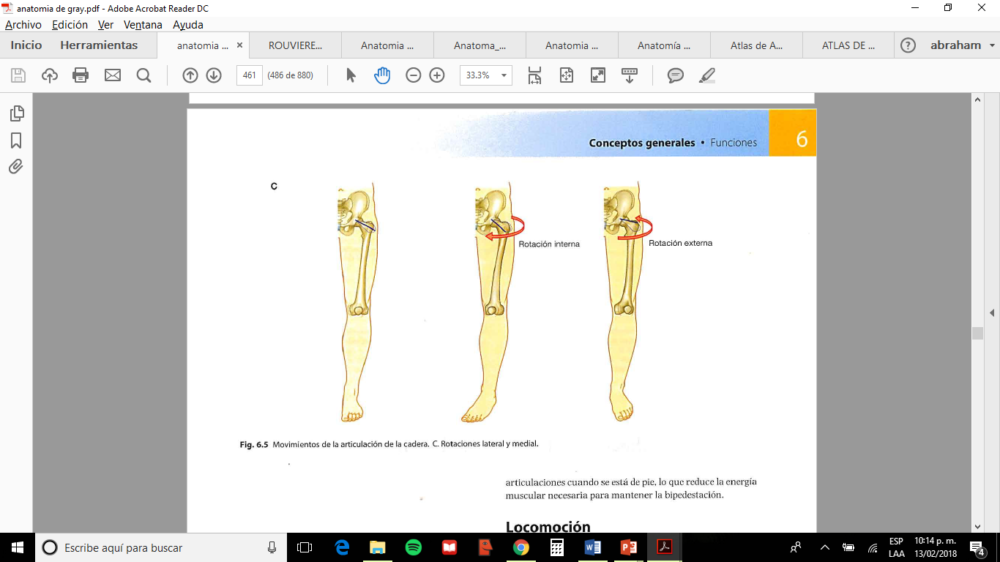 anatomia de gray.pdf - Adobe Acrobat Reader DC
Archivo Edición Ver Ventana Ayuda
Inicio Herramientas anatomia ... × ROUVIERE... Anatomia ... Anatoma_... Anatomia ... Anatomía ... Atlas de A... ATLAS DE ... ? abraham
461 (486 de 880) 33.3%
Conceptos generales • Funciones 6
C
Rotación interna
Rotación externa
Fig. 6.5 Movimientos de la articulación de la cadera. C. Rotaciones lateral y medial.
articulaciones cuando se está de pie, lo que reduce la energía
muscular necesaria para mantener la bipedestación.
Locomoción
Escribe aquí para buscar
ESP 10:14 p. m.
LAA 13/02/2018
4